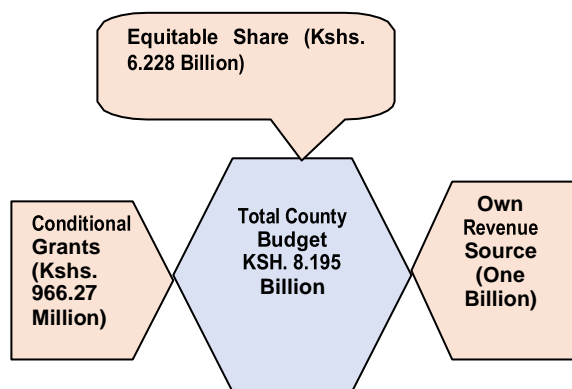 Equitable Share (Kshs.
6.228 Billion)
Conditional
Grants
(Kshs.
966.27
Million)
Total County
Budget
KSH. 8.195
Billion
Own
Revenue
Source
(One
Billion)